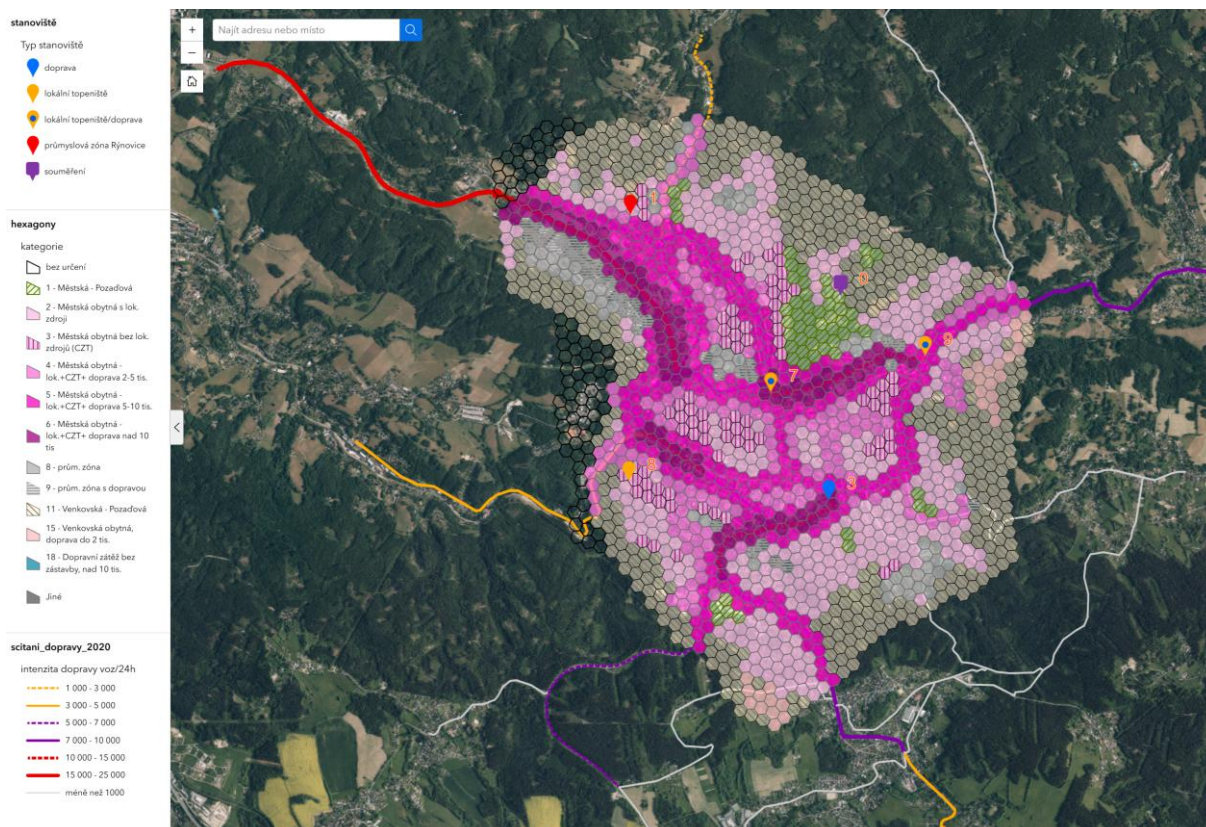 stanoviště
Typ stanoviště
doprava
lokální topeniště
lokální topeniště/doprava
průmyslová zóna Rýnovice
souměření
hexagony
kategorie
bez určení
1 - Městská - Pozaďová
2 - Městská obytná s lok.
zdroji
3 - Městská obytná bez lok.
zdrojů (CZT)
4 - Městská obytná -
lok.+CZT+ doprava 2-5 tis.
5 - Městská obytná -
lok.+CZT+ doprava 5-10 tis.
6 - Městská obytná -
lok.+CZT+ doprava nad 10
tis
8 - prům. zóna
9 - prům. zóna s dopravou
11 - Venkovská - Pozaďová
15 - Venkovská obytná,
doprava do 2 tis.
18 - Dopravní zátěž bez
zástavby, nad 10 tis.
Jiné
scitani_dopravy_2020
intenzita dopravy voz/24h
1 000 - 3 000
3 000 - 5 000
5 000 - 7 000
7 000 - 10 000
10 000 - 15 000
15 000 - 25 000
méně než 1000
+
Najít adresu nebo místo
−
1
0
9
7
3